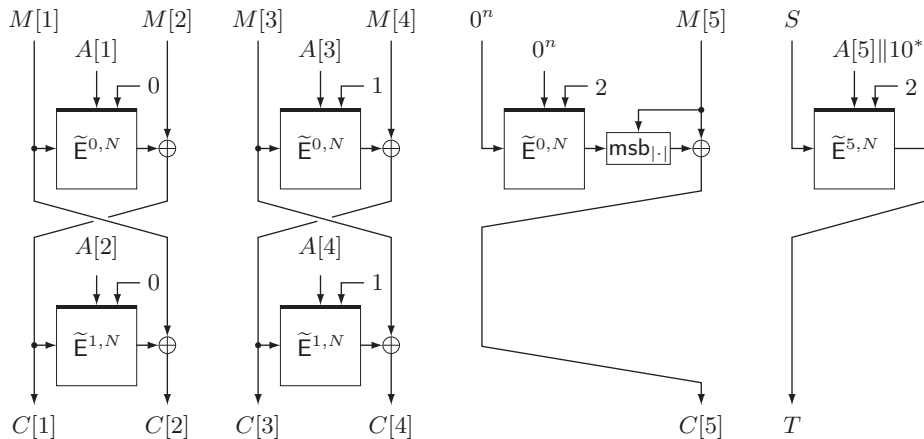 M[1] M[2] M[3] M[4] 0^n M[5] S
A[1] A[3] 0^n A[5]∥10*
0 1 2 2
Ẽ^{0,N} Ẽ^{0,N} Ẽ^{0,N} msb_{|·|} Ẽ^{5,N}
A[2] A[4]
0 1
Ẽ^{1,N} Ẽ^{1,N}
C[1] C[2] C[3] C[4] C[5] T